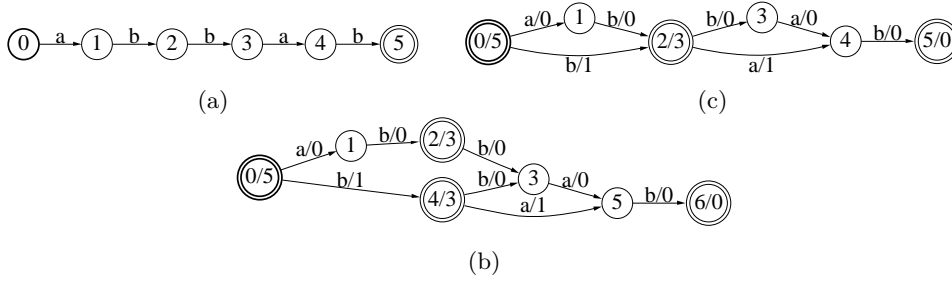 0 a 1 b 2 b 3 a 4 b 5
(a)
0/5 a/0 1 b/0 b/1 2/3 b/0 3 a/0 a/1 4 b/0 5/0
(c)
0/5 a/0 1 b/0 2/3 b/0 b/1 4/3 b/0 3 a/0 a/1 5 b/0 6/0
(b)